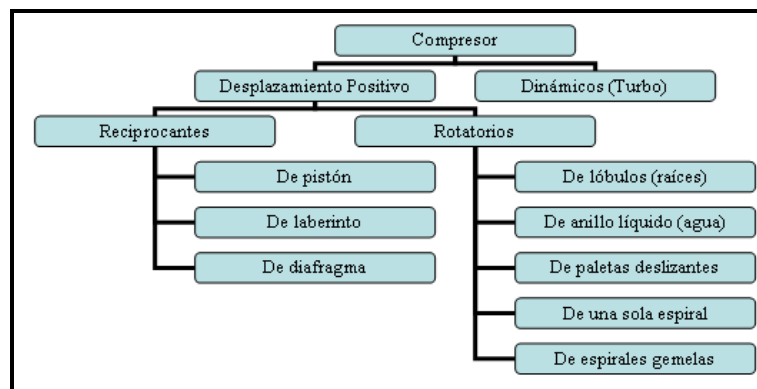 Compresor
Desplazamiento Positivo
Dinámicos (Turbo)
Reciprocantes
Rotatorios
De pistón
De laberinto
De diafragma
De lóbulos (raíces)
De anillo líquido (agua)
De paletas deslizantes
De una sola espiral
De espirales gemelas